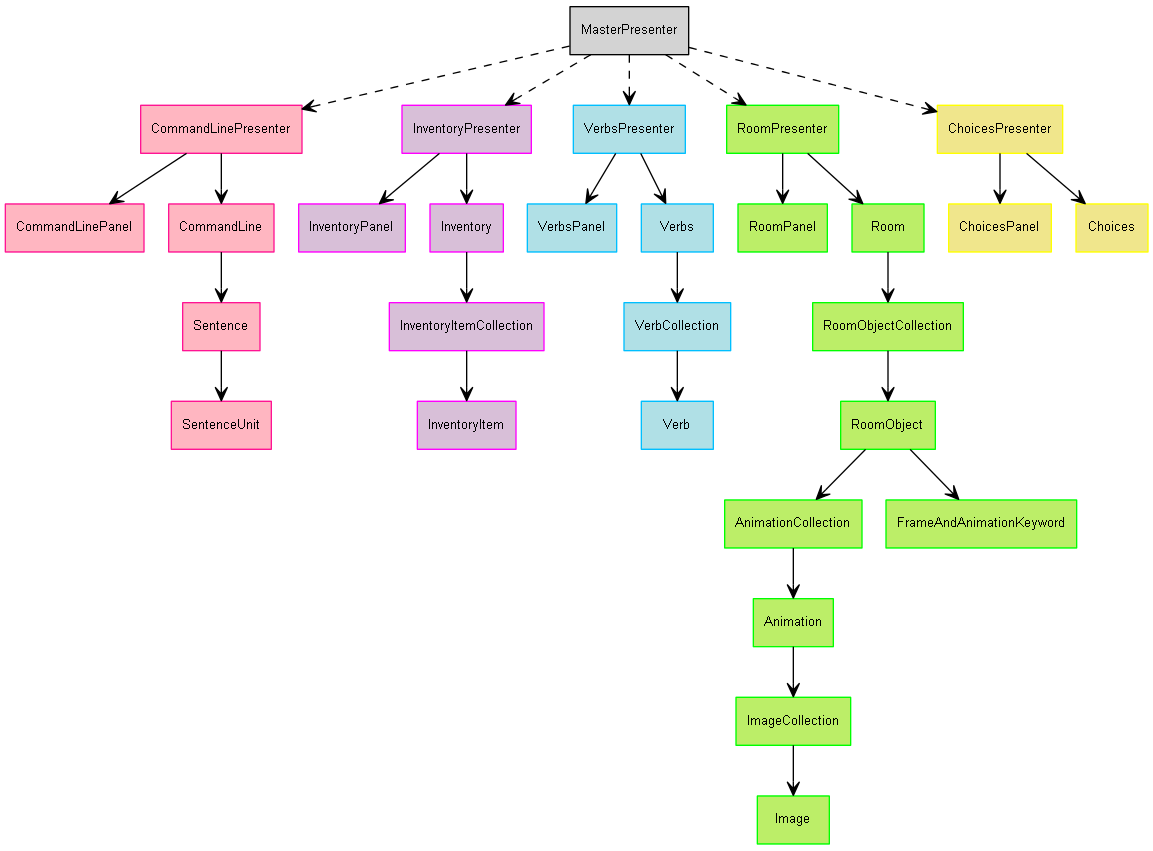 MasterPresenter
CommandLinePresenter
InventoryPresenter
VerbsPresenter
RoomPresenter
ChoicesPresenter
CommandLinePanel
CommandLine
InventoryPanel
Inventory
VerbsPanel
Verbs
RoomPanel
Room
ChoicesPanel
Choices
Sentence
InventoryItemCollection
VerbCollection
RoomObjectCollection
SentenceUnit
InventoryItem
Verb
RoomObject
AnimationCollection
FrameAndAnimationKeyword
Animation
ImageCollection
Image